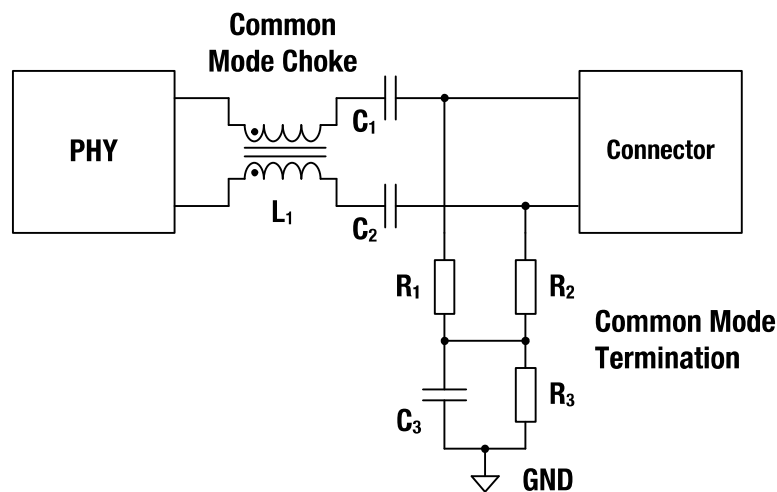 Common
Mode Choke
PHY
C₁
Connector
L₁
C₂
R₁
R₂
Common Mode
Termination
C₃
R₃
GND